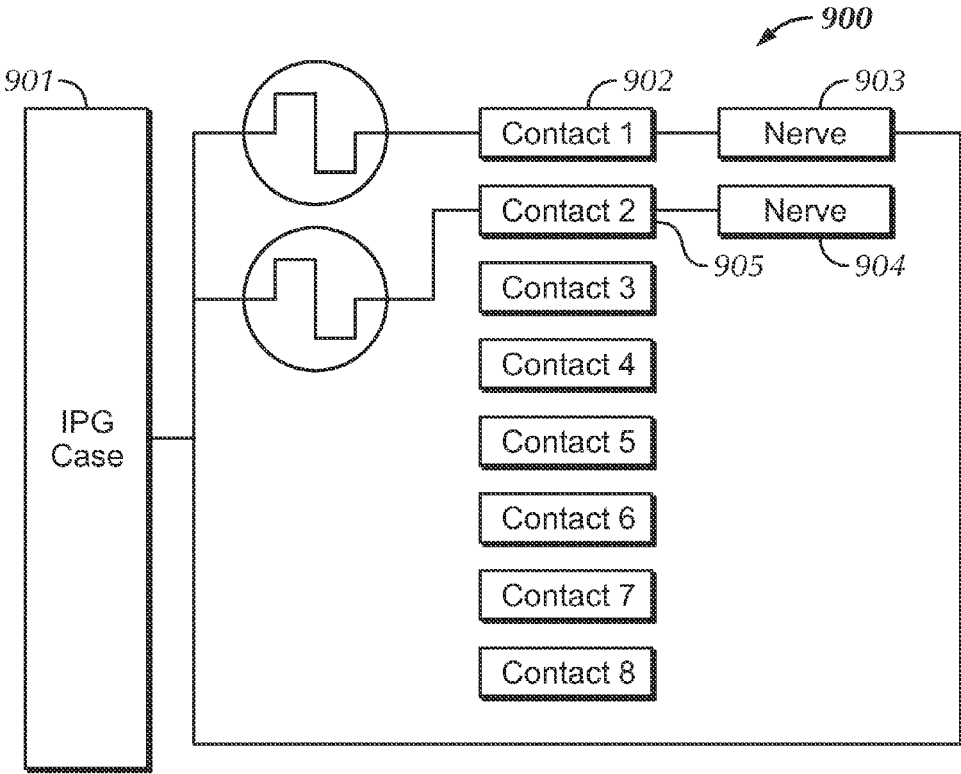 900
901
902
903
Contact 1
Nerve
Contact 2
Nerve
905
904
Contact 3
Contact 4
IPG
Case
Contact 5
Contact 6
Contact 7
Contact 8